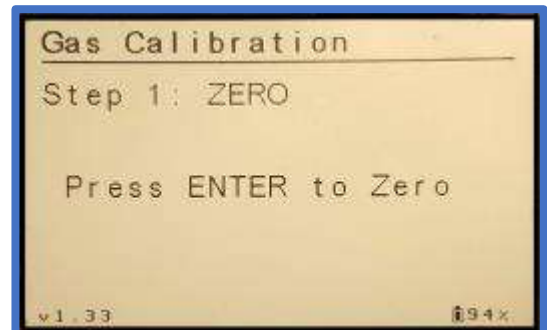 Gas Calibration
Step 1: ZERO
Press ENTER to Zero
v1.33 94%